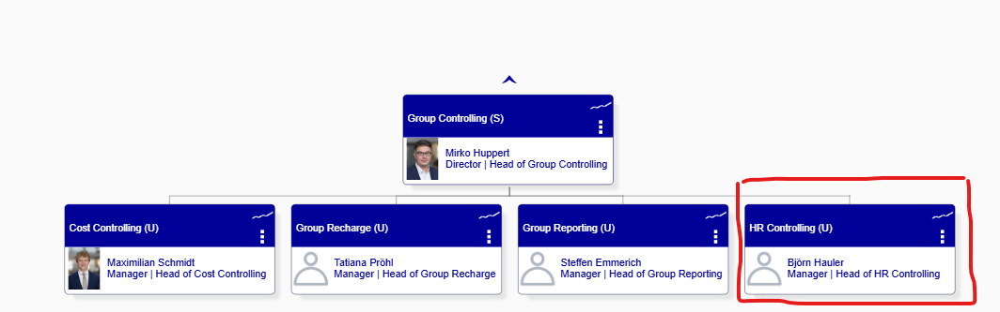 Group Controlling (S)
Mirko Huppert
Director | Head of Group Controlling
Cost Controlling (U)
Maximilian Schmidt
Manager | Head of Cost Controlling
Group Recharge (U)
Tatiana Pröhl
Manager | Head of Group Recharge
Group Reporting (U)
Steffen Emmerich
Manager | Head of Group Reporting
HR Controlling (U)
Björn Hauler
Manager | Head of HR Controlling